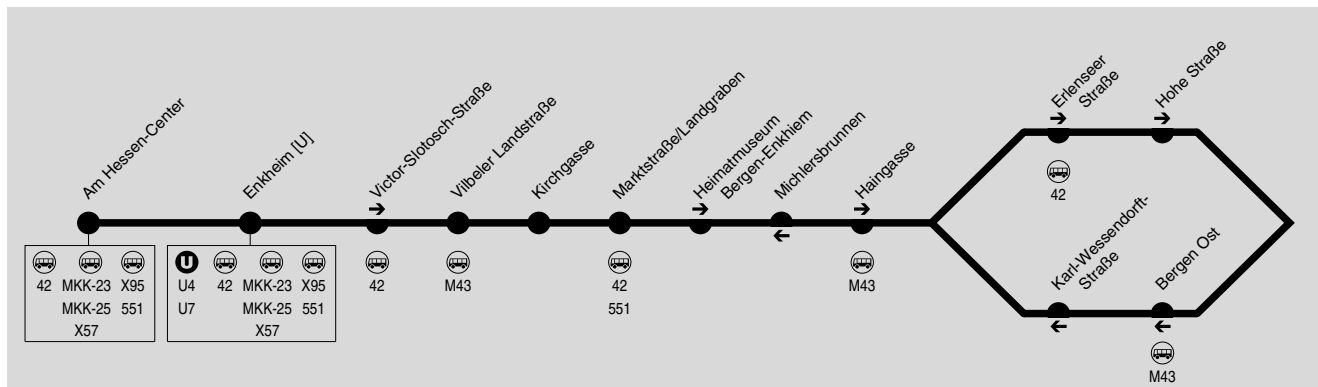 Am Hessen-Center
Enkheim [U]
Victor-Slotosch-Straße
Vilbeler Landstraße
Kirchgasse
Marktstraße/Landgraben
Heimatmuseum
Bergen-Enkhiem
Michlersbrunnen
Haingasse
Erlenseer
Straße
Hohe Straße
Karl-Wessendorft-
Straße
Bergen Ost
42 MKK-23 X95
MKK-25 551
X57
U
U4 42 MKK-23 X95
U7 MKK-25 551
X57
42
M43
42
551
M43
42
M43